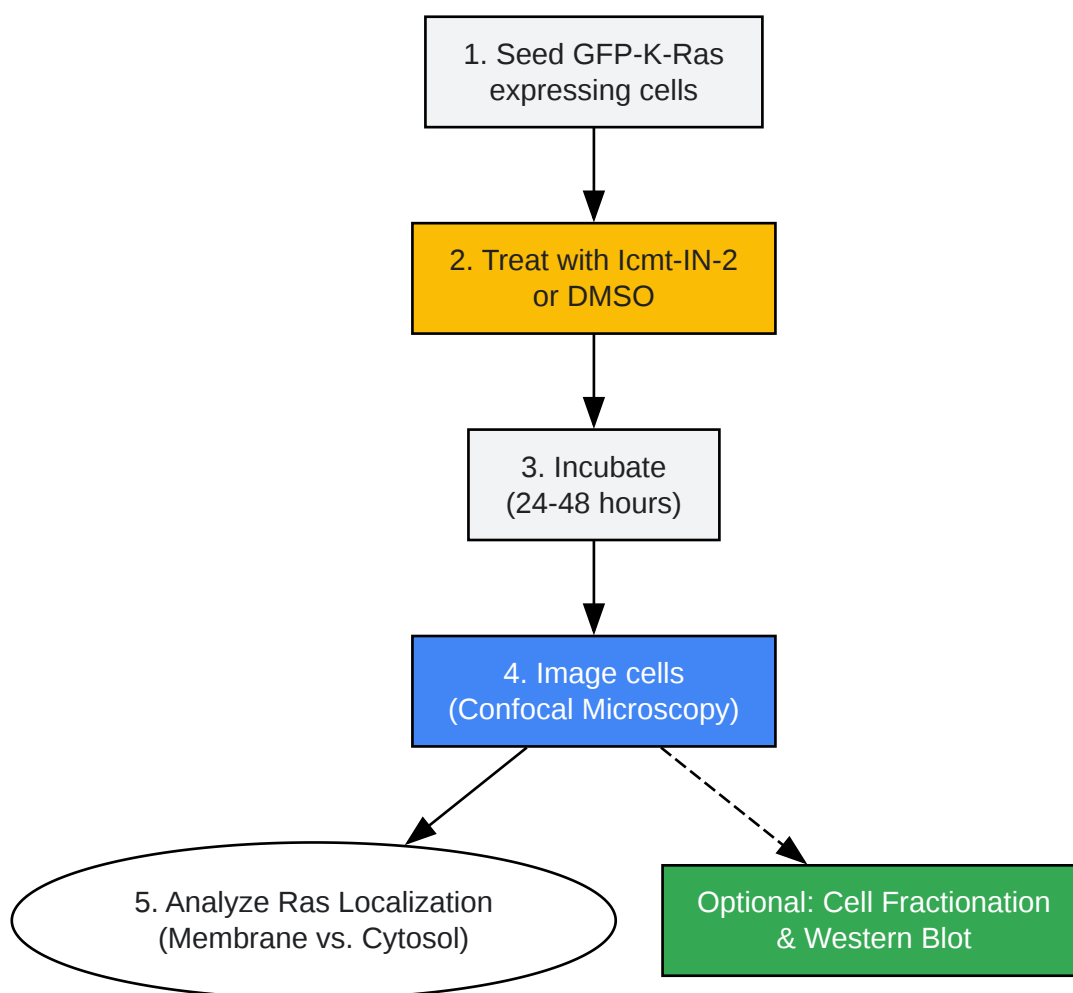 1. Seed GFP-K-Ras
expressing cells
2. Treat with Icmt-IN-2
or DMSO
3. Incubate
(24-48 hours)
4. Image cells
(Confocal Microscopy)
5. Analyze Ras Localization
(Membrane vs. Cytosol)
Optional: Cell Fractionation
& Western Blot